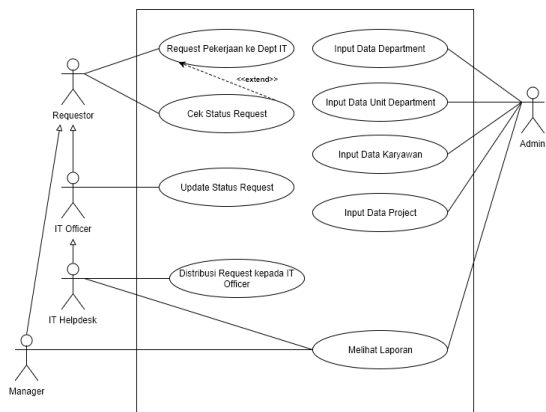 Request Pekerjaan ke Dept IT
Input Data Department
<<extend>>
Requestor
Cek Status Request
Input Data Unit Department
Admin
Input Data Karyawan
Update Status Request
Input Data Project
IT Officer
Distribusi Request kepada IT
Officer
IT Helpdesk
Melihat Laporan
Manager